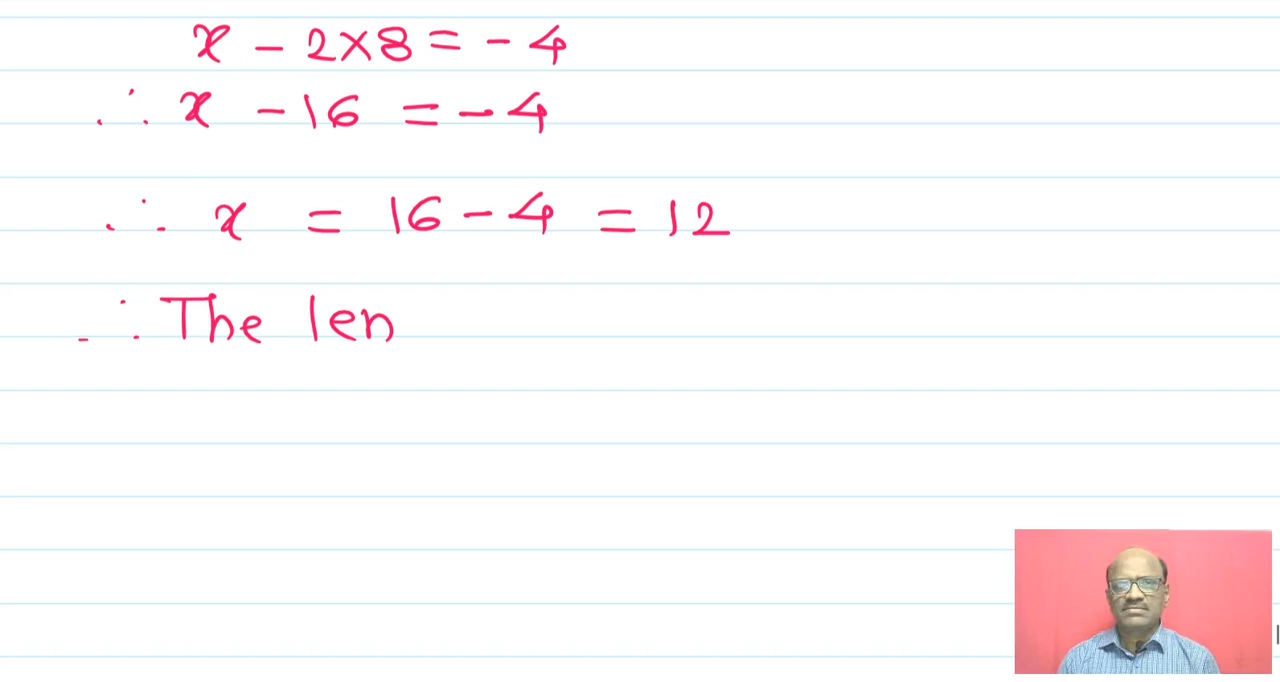 x - 2×8 = -4
∴ x - 16 = -4
∴ x = 16 - 4 = 12
∴ The len